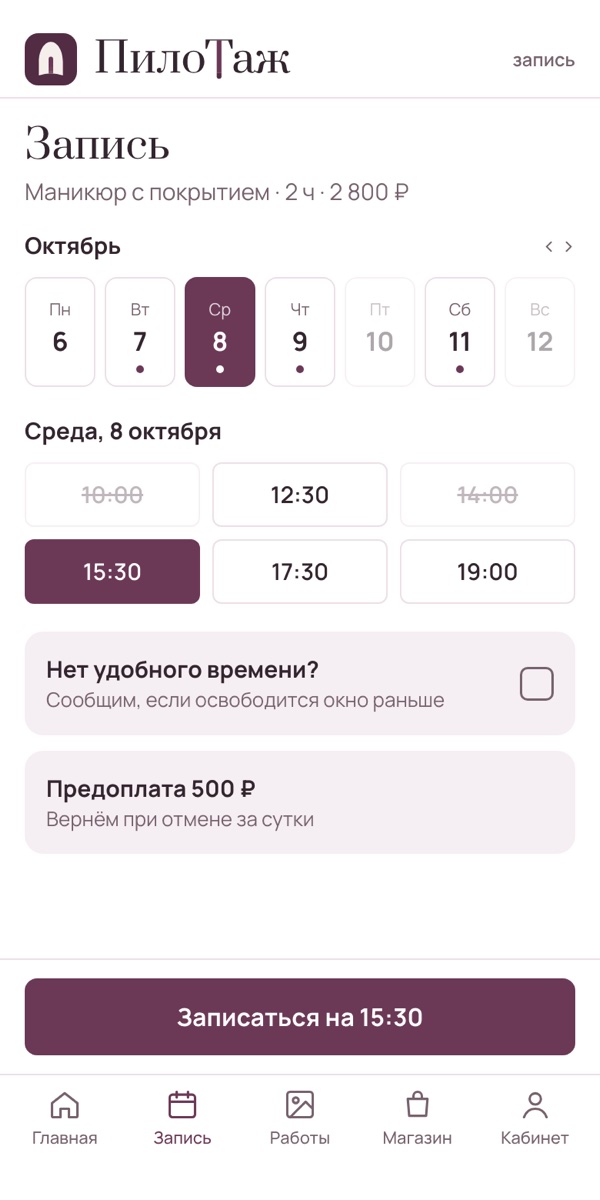 ПилоТаж
запись
Запись
Маникюр с покрытием · 2 ч · 2 800 ₽
Октябрь
Пн Вт Ср Чт Пт Сб Вс
6 7 8 9 10 11 12
Среда, 8 октября
10:00 12:30 14:00
15:30 17:30 19:00
Нет удобного времени?
Сообщим, если освободится окно раньше
Предоплата 500 ₽
Вернём при отмене за сутки
Записаться на 15:30
Главная Запись Работы Магазин Кабинет